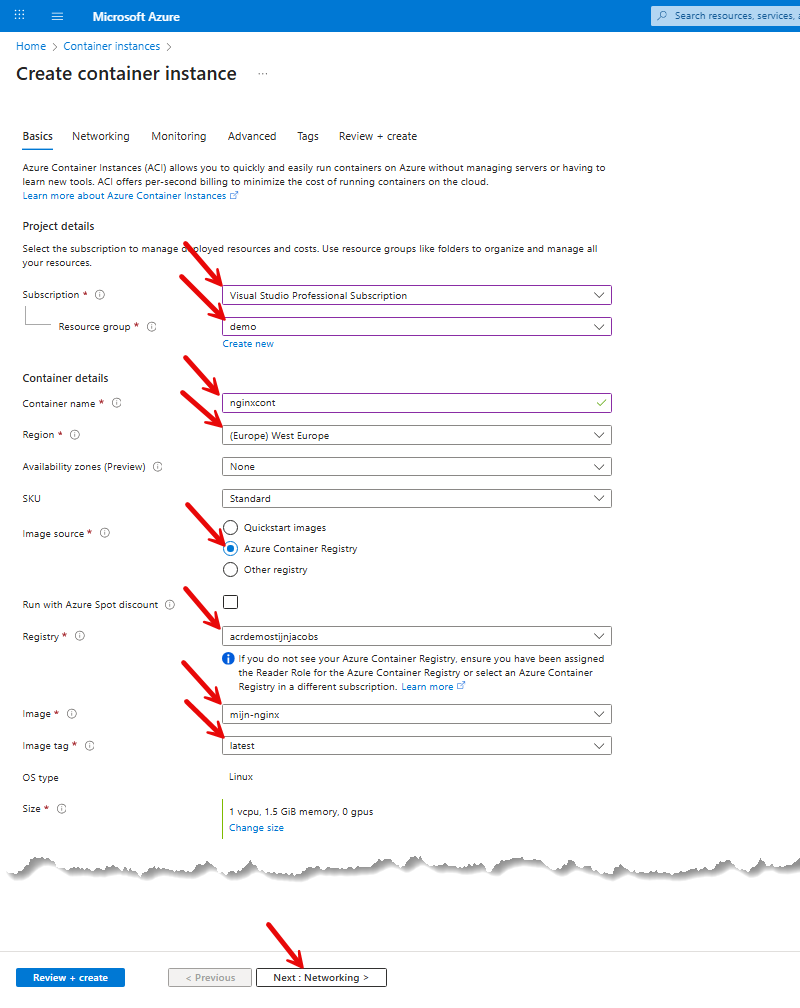 Microsoft Azure
Search resources, services, a
Home > Container instances >
Create container instance ...
Basics Networking Monitoring Advanced Tags Review + create
Azure Container Instances (ACI) allows you to quickly and easily run containers on Azure without managing servers or having to
learn new tools. ACI offers per-second billing to minimize the cost of running containers on the cloud.
Learn more about Azure Container Instances
Project details
Select the subscription to manage deployed resources and costs. Use resource groups like folders to organize and manage all
your resources.
Subscription * Visual Studio Professional Subscription
Resource group * demo
Create new
Container details
Container name * nginxcont
Region * (Europe) West Europe
Availability zones (Preview) None
SKU Standard
Image source * Quickstart images
Azure Container Registry
Other registry
Run with Azure Spot discount
Registry * acrdemostijnjacobs
If you do not see your Azure Container Registry, ensure you have been assigned
the Reader Role for the Azure Container Registry or select an Azure Container
Registry in a different subscription. Learn more
Image * mijn-nginx
Image tag * latest
OS type Linux
Size * 1 vcpu, 1.5 GiB memory, 0 gpus
Change size
Review + create < Previous Next : Networking >